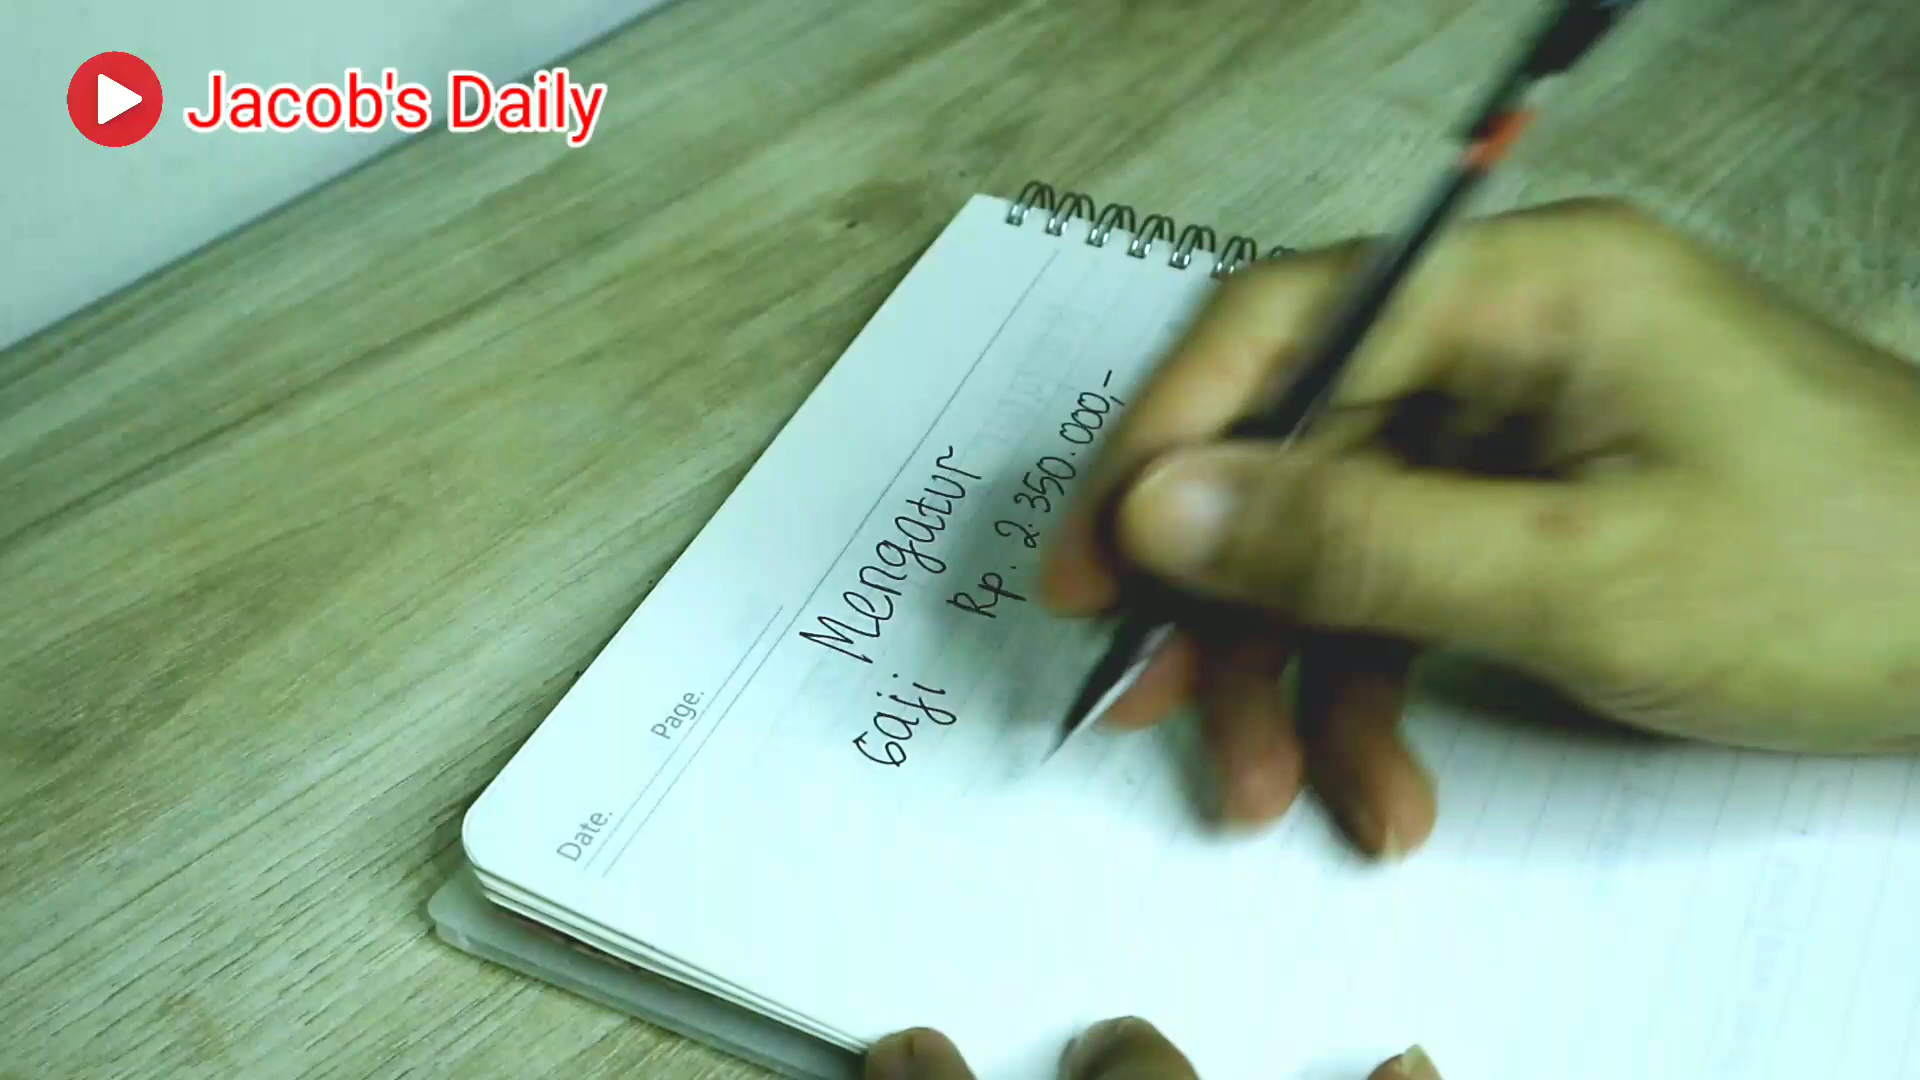 Jacob's Daily
Date.
Page.
Mengatur
Gaji Rp. 2.350.000,-